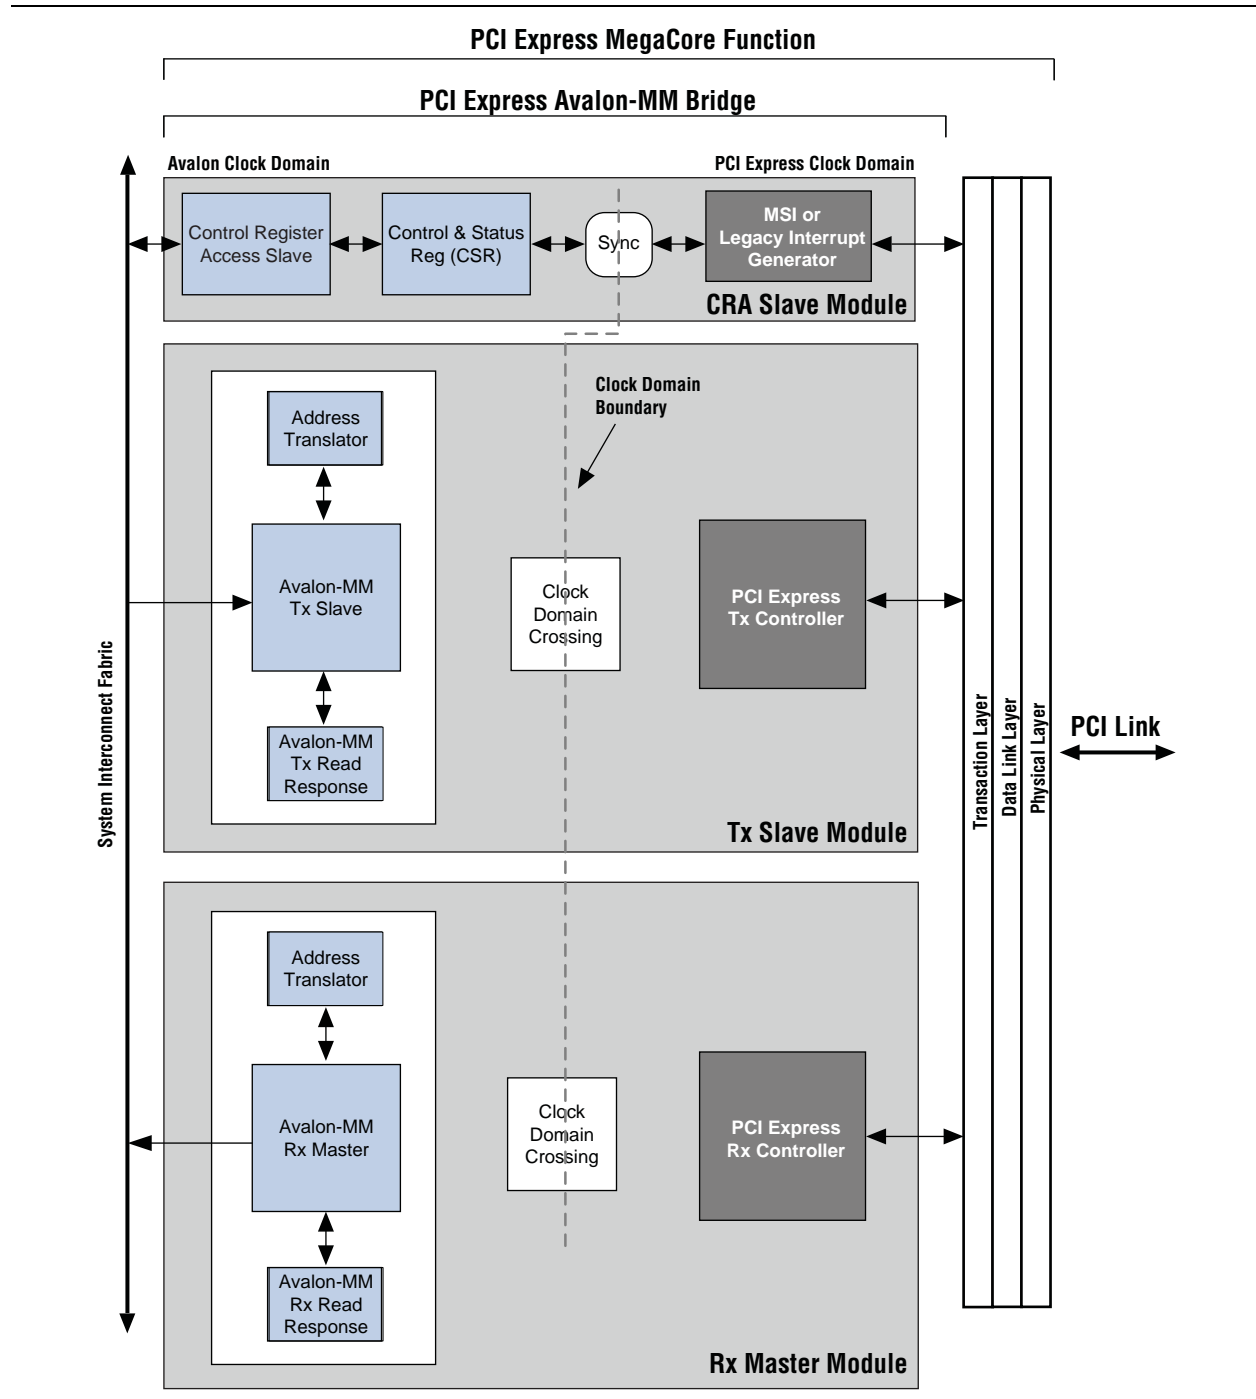 PCI Express MegaCore Function
PCI Express Avalon-MM Bridge
Avalon Clock Domain
PCI Express Clock Domain
Control Register
Access Slave
Control & Status
Reg (CSR)
Sync
MSI or
Legacy Interrupt
Generator
CRA Slave Module
Clock Domain
Boundary
Address
Translator
Avalon-MM
Tx Slave
Clock
Domain
Crossing
PCI Express
Tx Controller
Avalon-MM
Tx Read
Response
Tx Slave Module
System Interconnect Fabric
Transaction Layer
Data Link Layer
Physical Layer
PCI Link
Address
Translator
Avalon-MM
Rx Master
Clock
Domain
Crossing
PCI Express
Rx Controller
Avalon-MM
Rx Read
Response
Rx Master Module